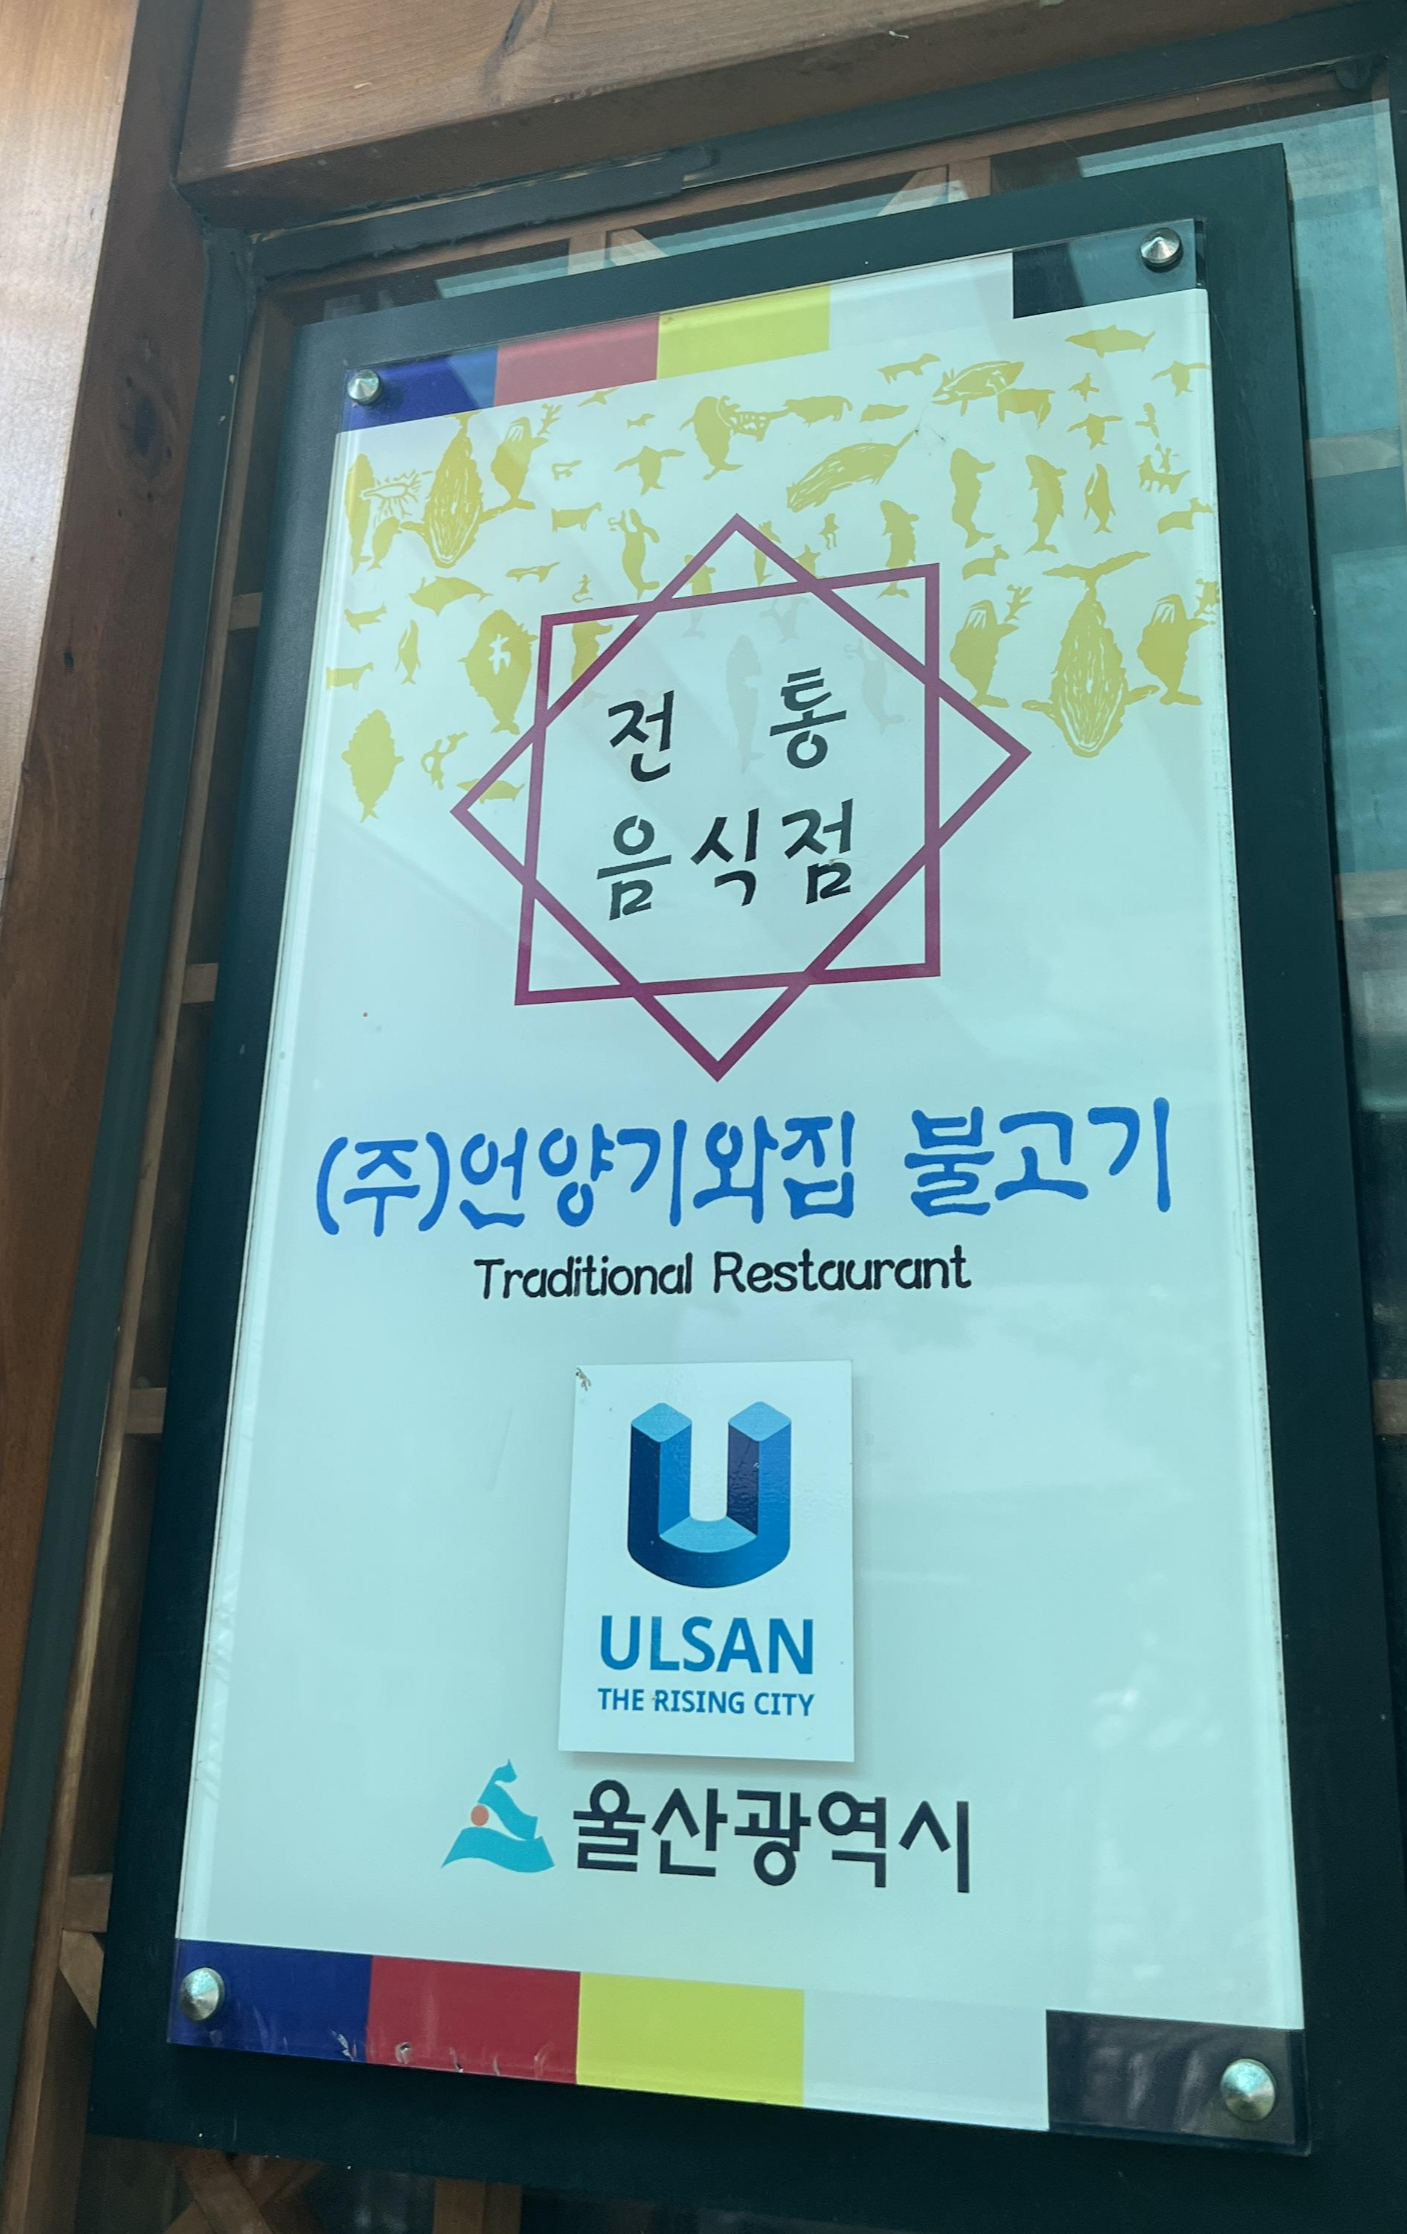 전 통
음식점
(주)언양기와집 불고기
Traditional Restaurant
ULSAN
THE RISING CITY
울산광역시